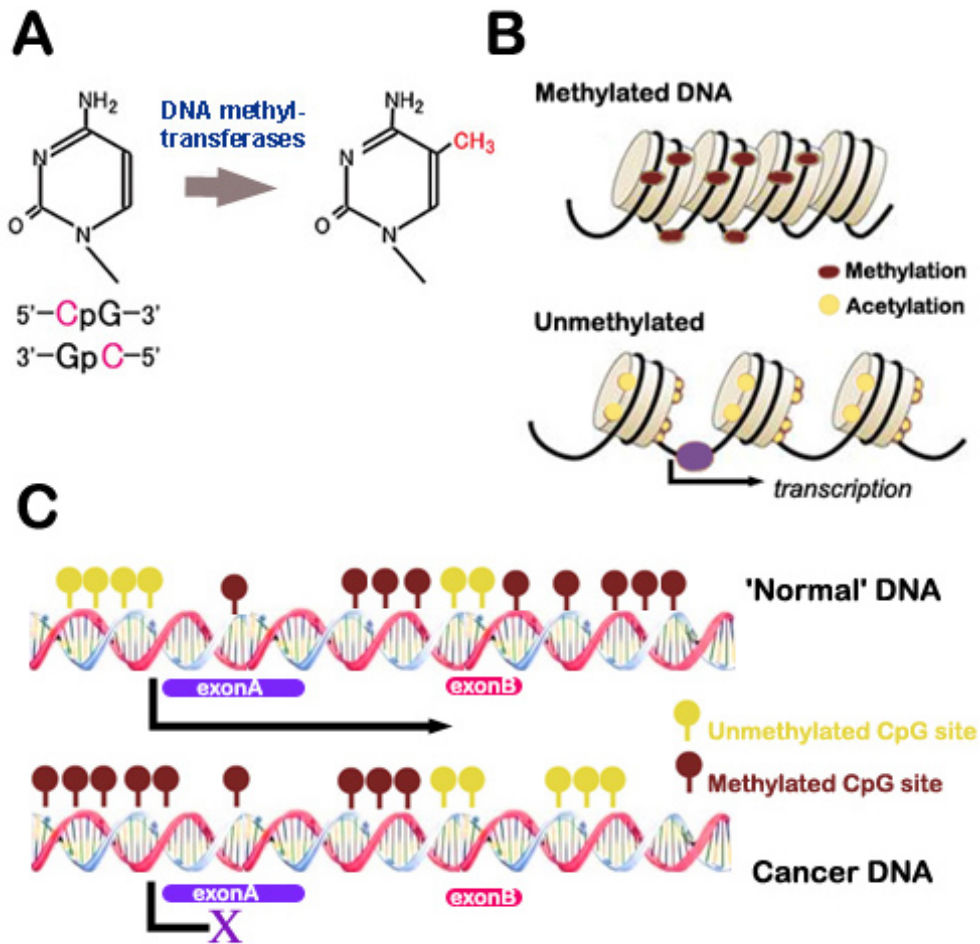 A
NH2
N
O
N
DNA methyl-
transferases
NH2
CH3
N
O
N
5'–CpG–3'
3'–GpC–5'
B
Methylated DNA
Methylation
Acetylation
Unmethylated
transcription
C
'Normal' DNA
exonA
exonB
Unmethylated CpG site
Methylated CpG site
Cancer DNA
exonA
exonB
X